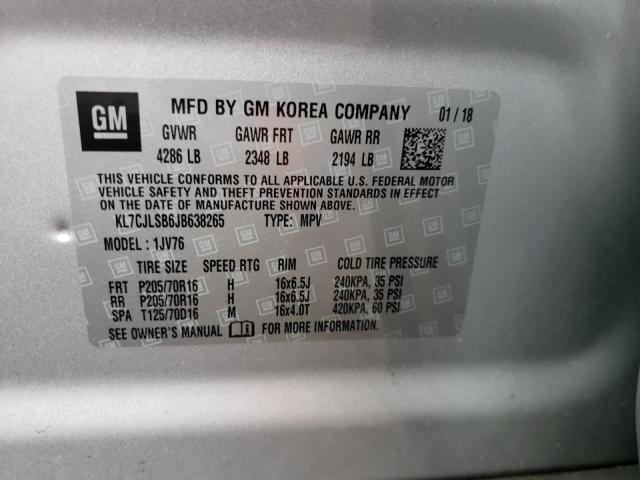 GM MFD BY GM KOREA COMPANY 01 / 18
GVWR GAWR FRT GAWR RR
4286 LB 2348 LB 2194 LB
THIS VEHICLE CONFORMS TO ALL APPLICABLE U.S. FEDERAL MOTOR
VEHICLE SAFETY AND THEFT PREVENTION STANDARDS IN EFFECT
ON THE DATE OF MANUFACTURE SHOWN ABOVE.
KL7CJLSB6JB638265 TYPE: MPV
MODEL : 1JV76
TIRE SIZE SPEED RTG RIM COLD TIRE PRESSURE
FRT P205/70R16 H 16x6.5J 240KPA, 35 PSI
RR P205/70R16 H 16x6.5J 240KPA, 35 PSI
SPA T125/70D16 M 16x4.0T 420KPA, 60 PSI
SEE OWNER'S MANUAL FOR MORE INFORMATION